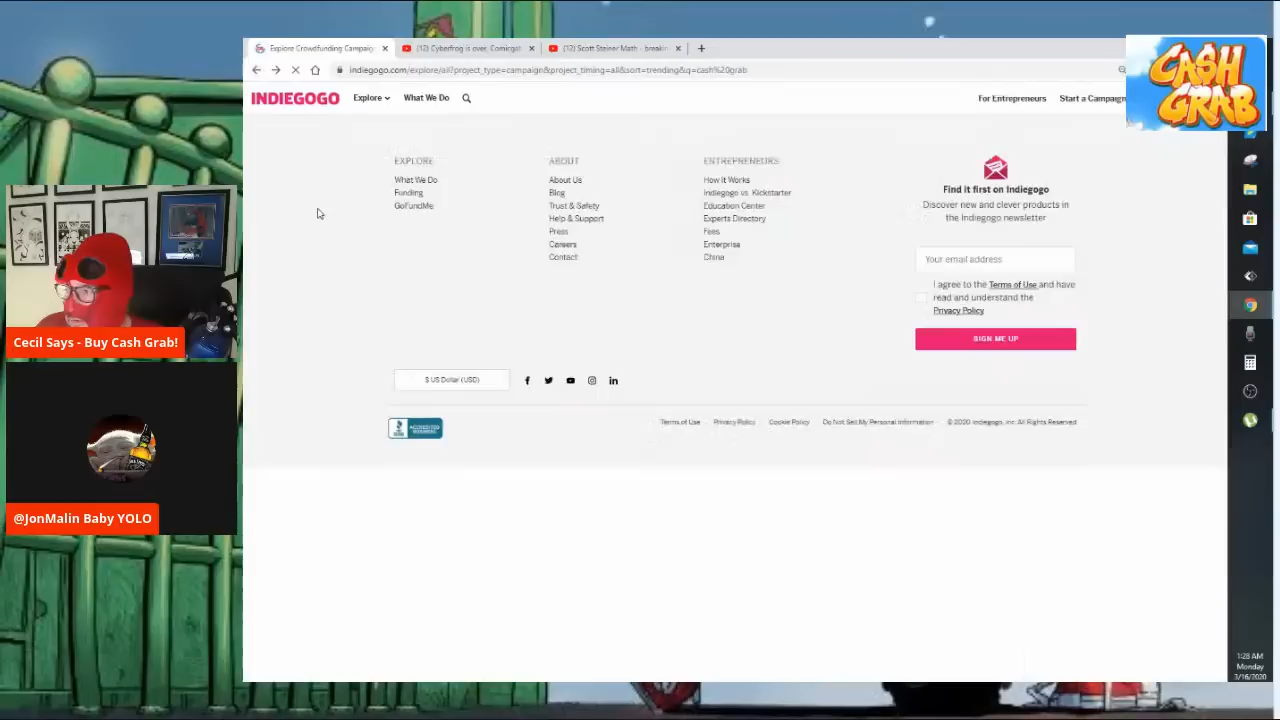 Explore Crowdfunding Campaig
(12) Cyberfrog is over, Comicgat
(12) Scott Steiner Math - breakin
indiegogo.com/explore/all?project_type=campaign&project_timing=all&sort=trending&q=cash%20grab
INDIEGOGO
Explore
What We Do
For Entrepreneurs
Start a Campaign
CASH
GRAB
EXPLORE
What We Do
Funding
GoFundMe
ABOUT
About Us
Blog
Trust & Safety
Help & Support
Press
Careers
Contact
ENTREPRENEURS
How It Works
Indiegogo vs. Kickstarter
Education Center
Experts Directory
Fees
Enterprise
China
Find it first on Indiegogo
Discover new and clever products in
the Indiegogo newsletter
Your email address
I agree to the Terms of Use and have
read and understand the
Privacy Policy
SIGN ME UP
Cecil Says - Buy Cash Grab!
$ US Dollar (USD)
ACCREDITED
BUSINESS
Terms of Use
Privacy Policy
Cookie Policy
Do Not Sell My Personal Information
© 2020 Indiegogo, Inc. All Rights Reserved
@JonMalin Baby YOLO
1:28 AM
Monday
3/16/2020